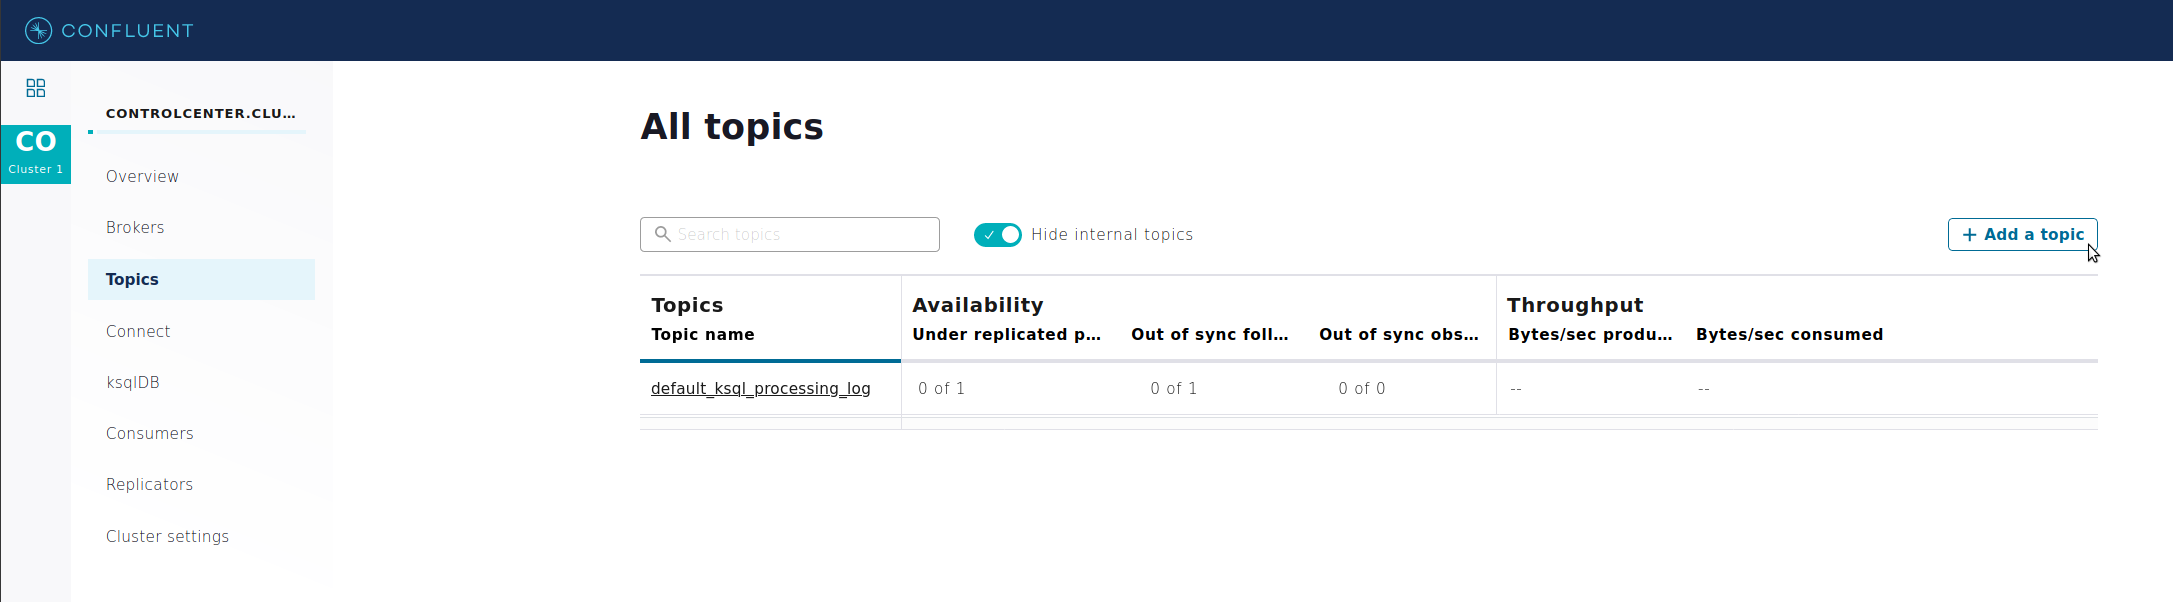 CONFLUENT
CO
Cluster 1
CONTROLCENTER.CLU...
Overview
Brokers
Topics
Connect
ksqlDB
Consumers
Replicators
Cluster settings
All topics
Search topics
Hide internal topics
+ Add a topic
Topics Availability Throughput
Topic name Under replicated p... Out of sync foll... Out of sync obs... Bytes/sec produ... Bytes/sec consumed
default_ksql_processing_log 0 of 1 0 of 1 0 of 0 -- --